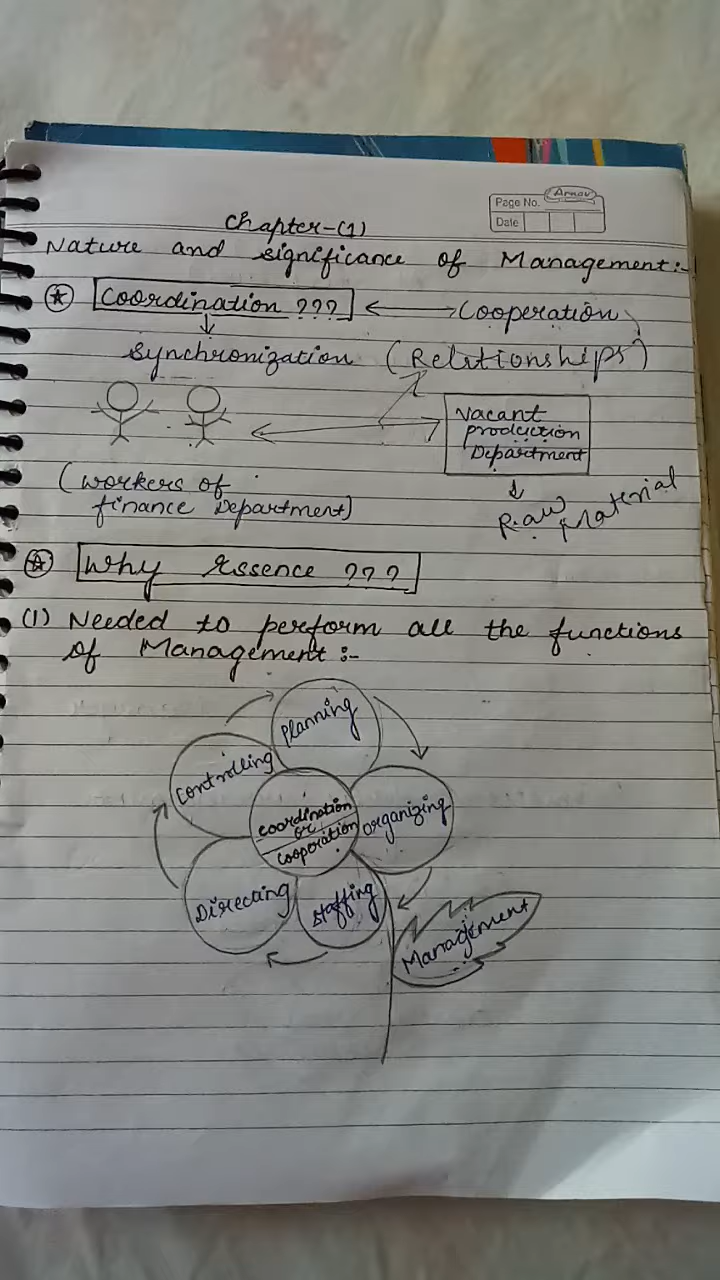 Page No. Arnav
Date
Chapter-(1)
Nature and significance of Management:-
Coordination ??? Cooperation
Synchronization (Relationships)
Vacant
production
Department
(workers of
finance Department)
Raw Material
Why Essence ???
(1) Needed to perform all the functions
of Management :-
Planning
Controlling
coordination
or
cooperation
organizing
Directing
Staffing
Management